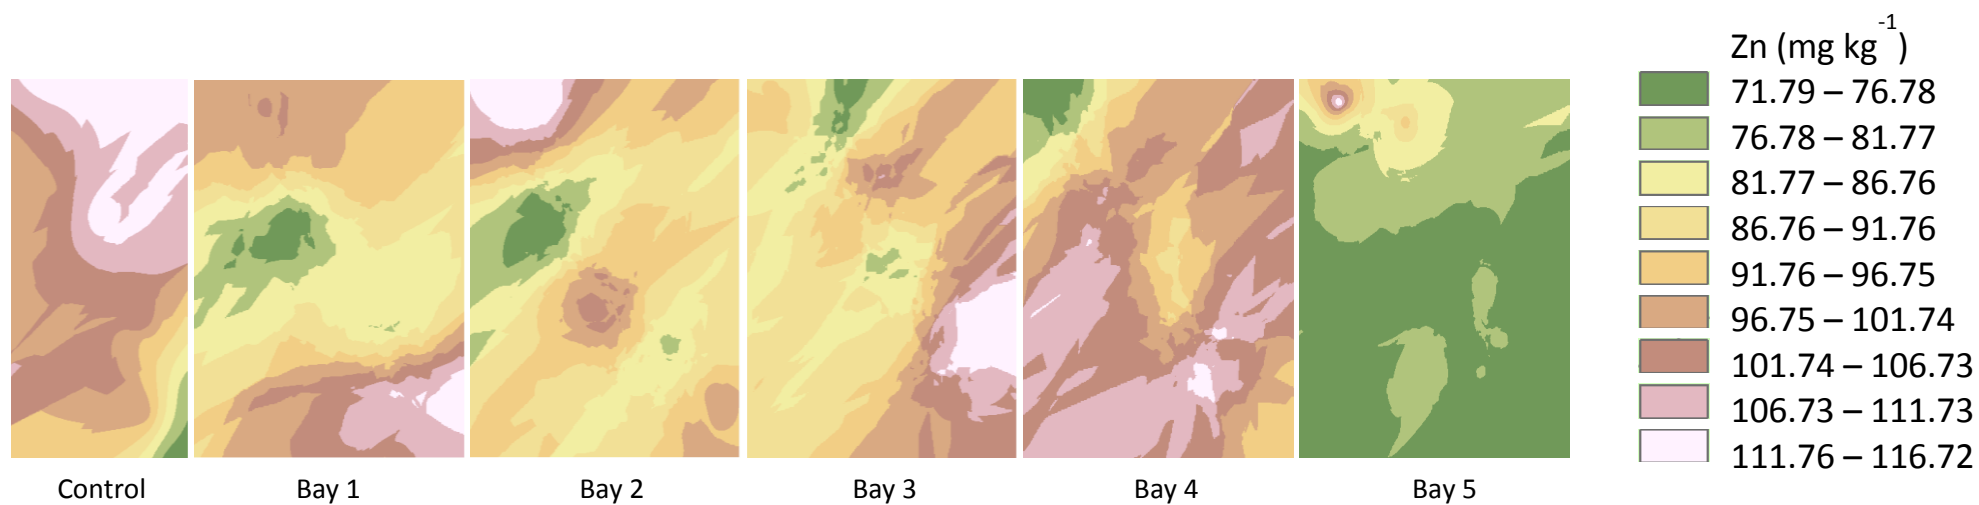 Zn (mg kg⁻¹)
71.79 – 76.78
76.78 – 81.77
81.77 – 86.76
86.76 – 91.76
91.76 – 96.75
96.75 – 101.74
101.74 – 106.73
106.73 – 111.73
111.76 – 116.72
Control
Bay 1
Bay 2
Bay 3
Bay 4
Bay 5